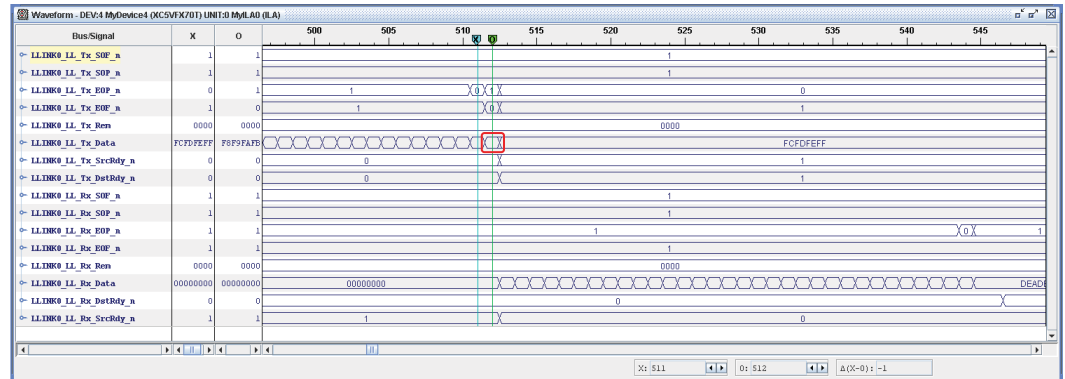 Waveform - DEV:4 MyDevice4 (XC5VFX70T) UNIT:0 MyILA0 (ILA)
Bus/Signal X O 500 505 510 515 520 525 530 535 540 545
X O
LLINK0_LL_Tx_SOF_n 1 1 1
LLINK0_LL_Tx_SOP_n 1 1 1
LLINK0_LL_Tx_EOP_n 0 1 1 0 1 0
LLINK0_LL_Tx_EOF_n 1 0 1 0 1
LLINK0_LL_Tx_Rem 0000 0000 0000
LLINK0_LL_Tx_Data FCFDFEFF F8F9FAFB FCFDFEFF
LLINK0_LL_Tx_SrcRdy_n 0 0 0 1
LLINK0_LL_Tx_DstRdy_n 0 0 0 1
LLINK0_LL_Rx_SOF_n 1 1 1
LLINK0_LL_Rx_SOP_n 1 1 1
LLINK0_LL_Rx_EOP_n 1 1 1 0 1
LLINK0_LL_Rx_EOF_n 1 1 1
LLINK0_LL_Rx_Rem 0000 0000 0000
LLINK0_LL_Rx_Data 00000000 00000000 00000000 DEADB
LLINK0_LL_Rx_DstRdy_n 0 0 0
LLINK0_LL_Rx_SrcRdy_n 1 1 1 0
X: 511 O: 512 Δ(X-O): -1